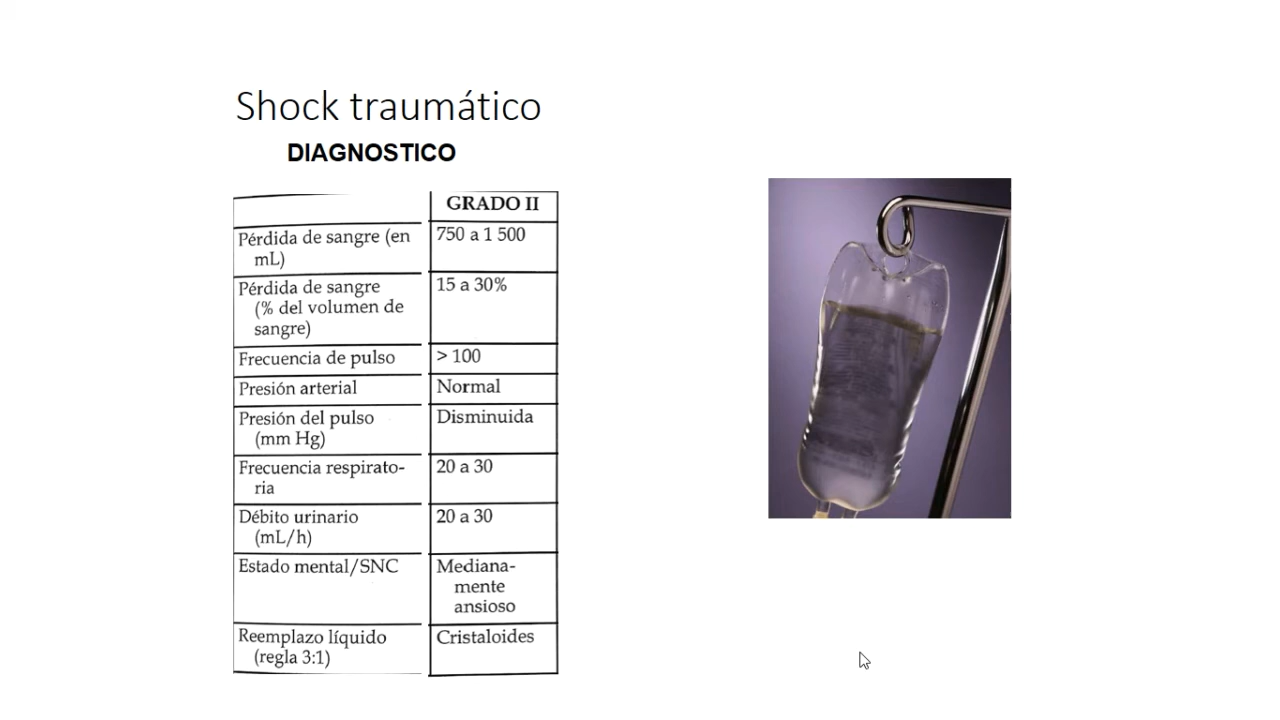 Shock traumático
DIAGNOSTICO
GRADO II
Pérdida de sangre (en
mL)
750 a 1 500
Pérdida de sangre
(% del volumen de
sangre)
15 a 30%
Frecuencia de pulso
> 100
Presión arterial
Normal
Presión del pulso
(mm Hg)
Disminuida
Frecuencia respirato-
ria
20 a 30
Débito urinario
(mL/h)
20 a 30
Estado mental/SNC
Mediana-
mente
ansioso
Reemplazo líquido
(regla 3:1)
Cristaloides